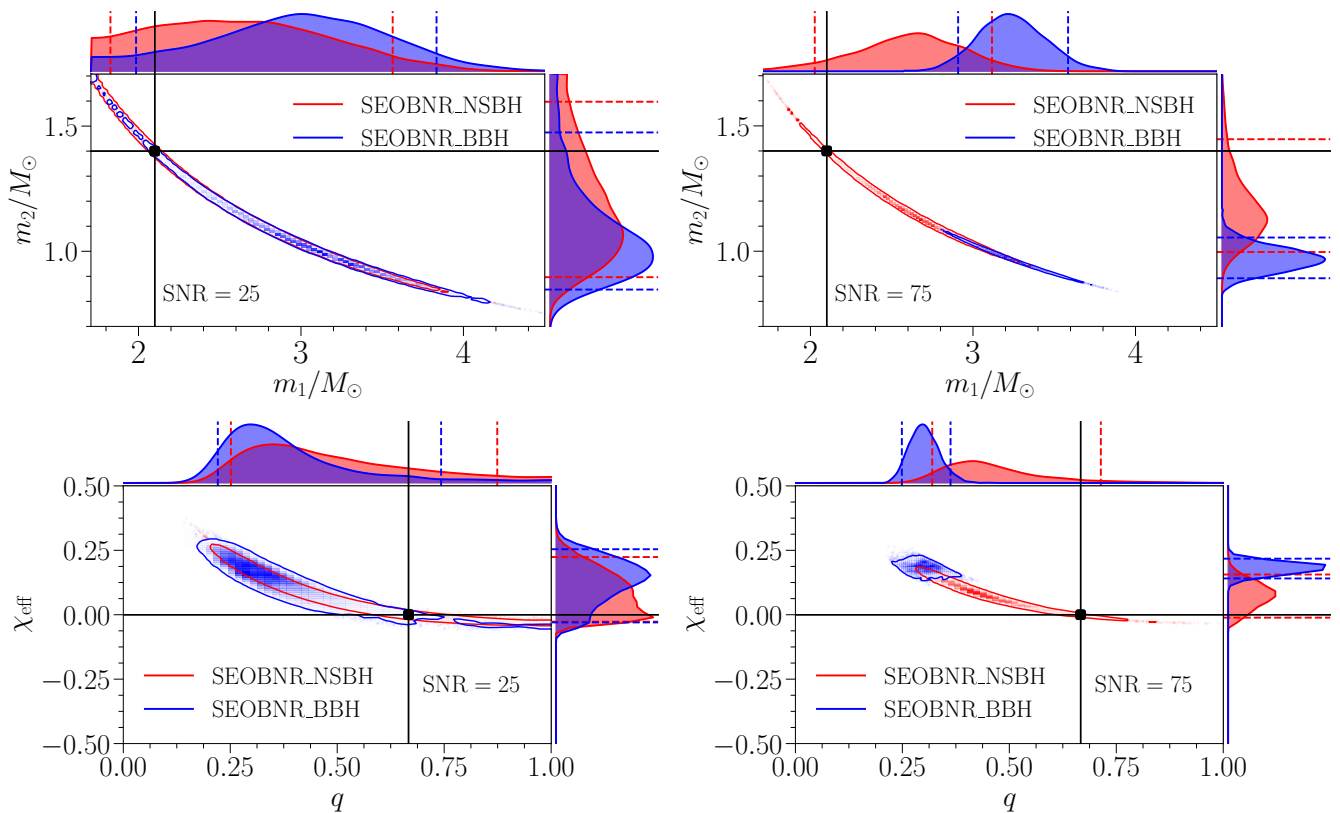 SEOBNR_NSBH
SEOBNR_BBH
SNR = 25
1.5
1.0
m₂/M⊙
2 3 4
m₁/M⊙
SEOBNR_NSBH
SEOBNR_BBH
SNR = 75
1.5
1.0
m₂/M⊙
2 3 4
m₁/M⊙
0.50
0.25
0.00
−0.25
−0.50
χeff
SEOBNR_NSBH
SEOBNR_BBH
SNR = 25
0.00 0.25 0.50 0.75 1.00
q
0.50
0.25
0.00
−0.25
−0.50
χeff
SEOBNR_NSBH
SEOBNR_BBH
SNR = 75
0.00 0.25 0.50 0.75 1.00
q